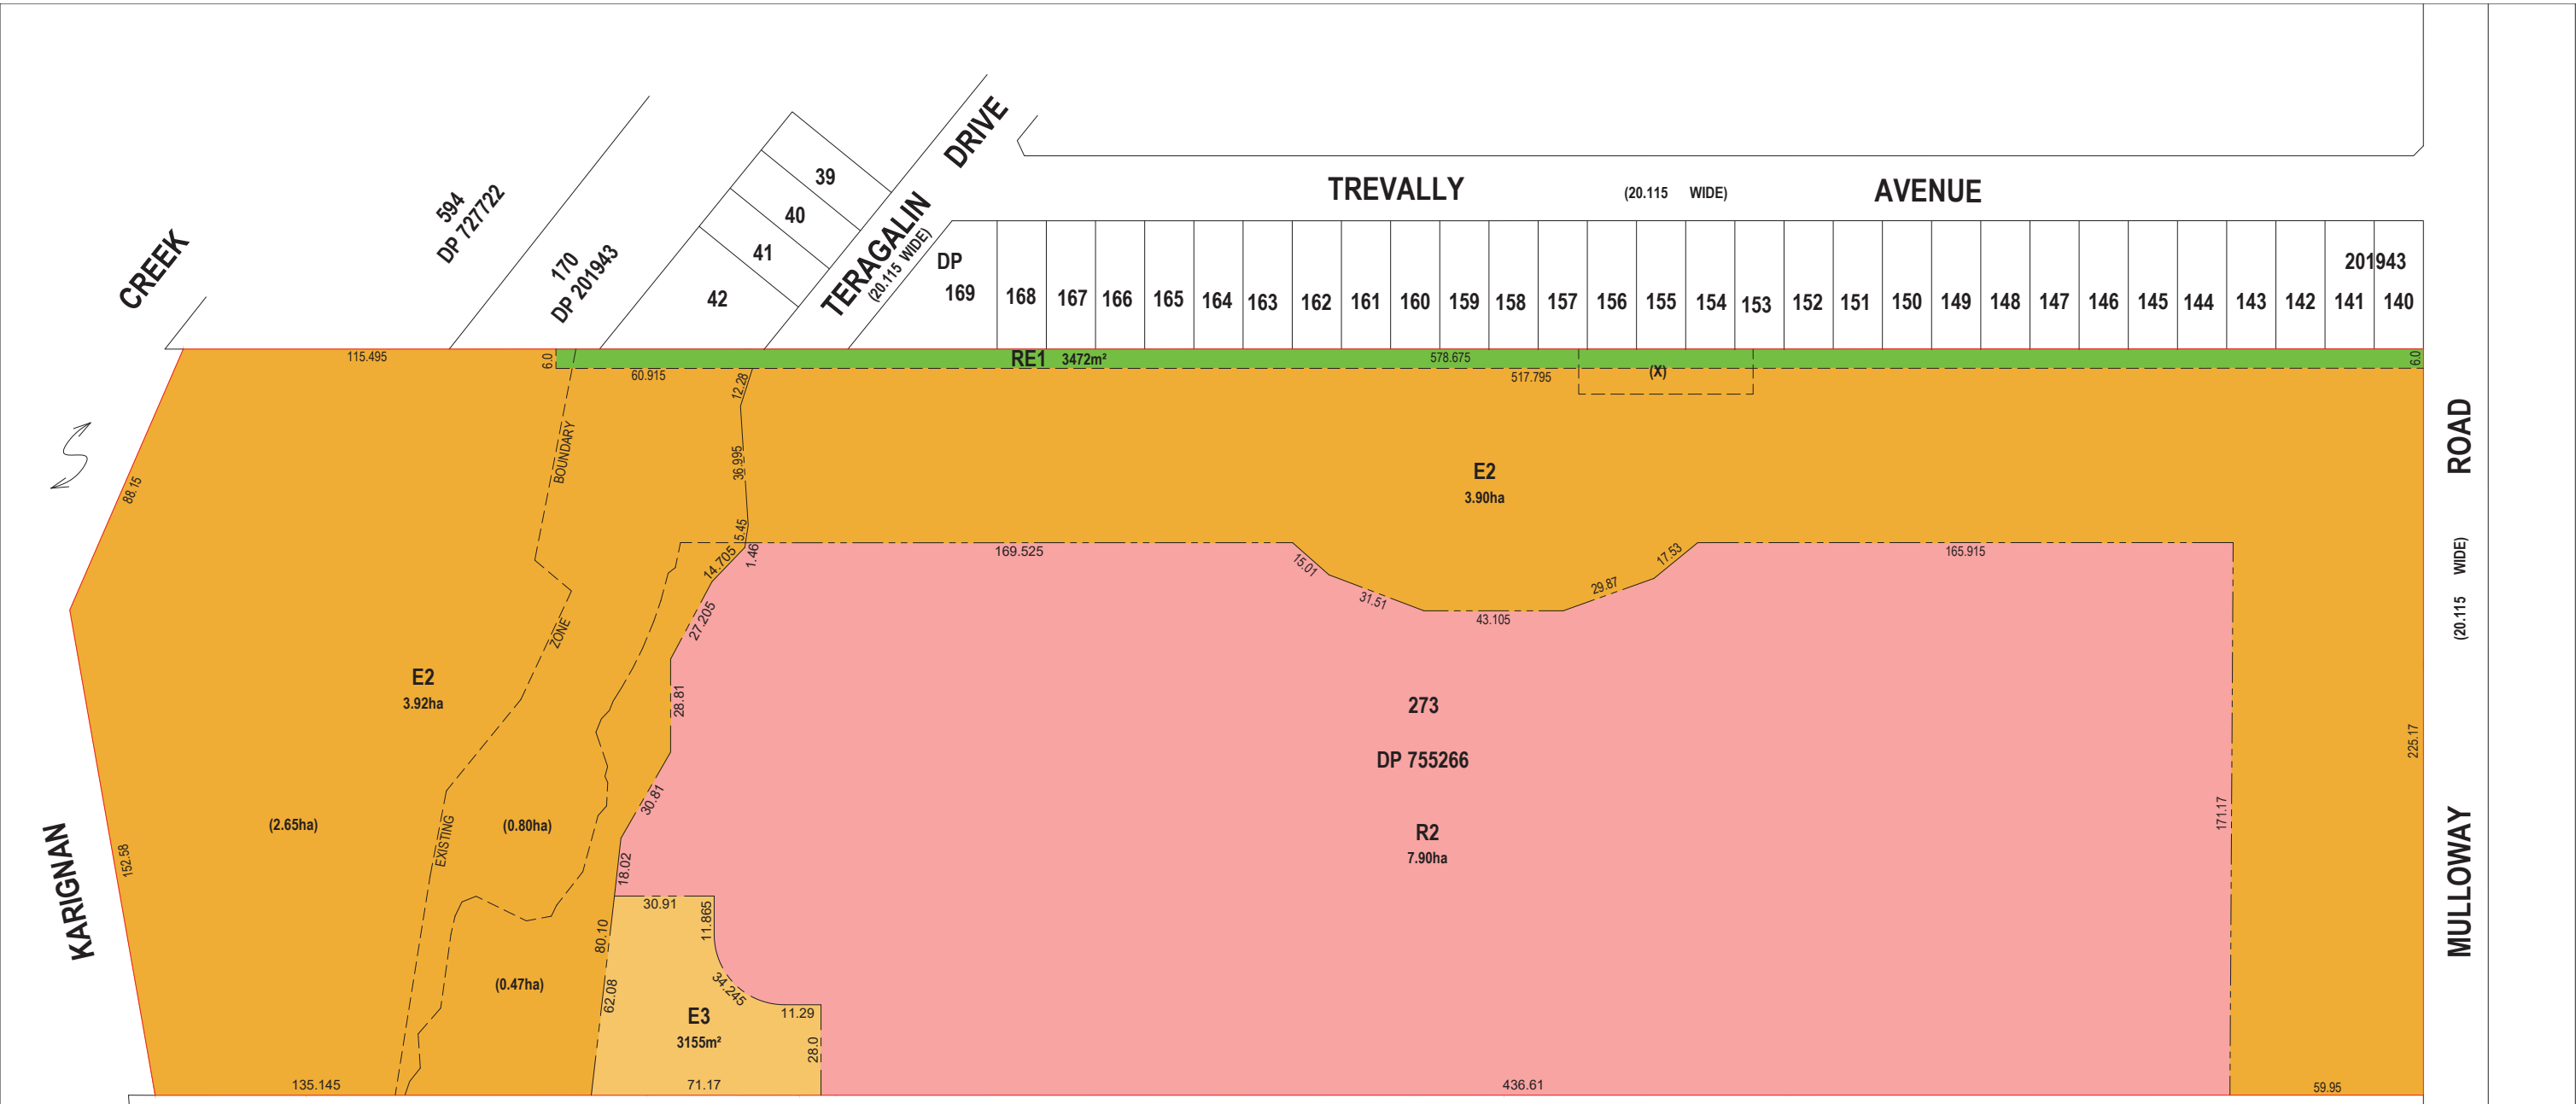 CREEK
594
DP 727722
170
DP 201943
39
40
41
42
TERAGALIN
DRIVE
(20.115 WIDE)
TREVALLY
(20.115 WIDE)
AVENUE
DP
169
168
167
166
165
164
163
162
161
160
159
158
157
156
155
154
153
152
151
150
149
148
147
146
145
144
143
142
141
140
201943
115.495
6.0
RE1
3472m²
578.675
6.0
60.915
12.28
517.795
(X)
88.15
BOUNDARY
36.995
5.45
E2
3.90ha
ROAD
(20.115 WIDE)
MULLOWAY
14.705
1.46
169.525
15.01
31.51
43.105
29.87
17.53
165.915
27.205
ZONE
E2
3.92ha
28.81
273
DP 755266
225.17
30.81
(2.65ha)
EXISTING
(0.80ha)
R2
7.90ha
171.17
KARIGNAN
152.58
18.02
30.91
11.865
80.10
62.08
34.245
(0.47ha)
E3
3155m²
11.29
28.0
135.145
71.17
436.61
59.95